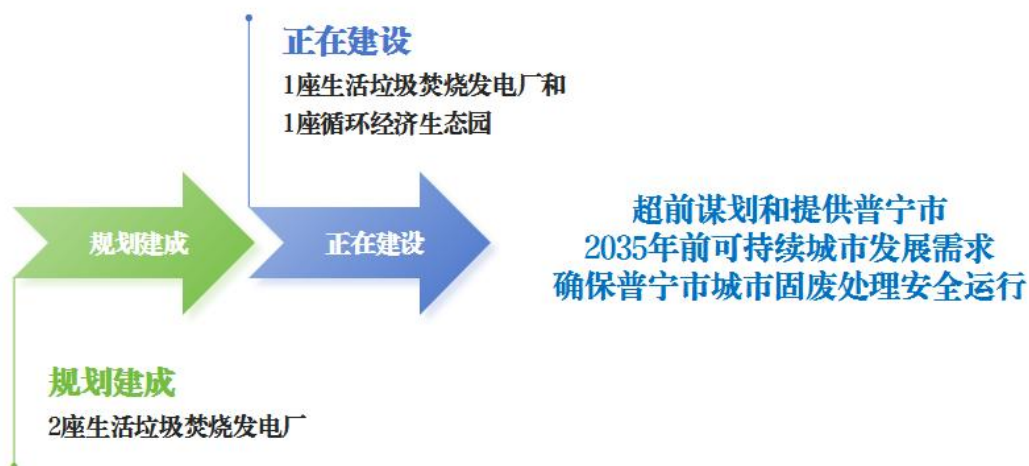 正在建设
1座生活垃圾焚烧发电厂和
1座循环经济生态园
规划建成
正在建设
超前谋划和提供普宁市
2035年前可持续城市发展需求
确保普宁市城市固废处理安全运行
规划建成
2座生活垃圾焚烧发电厂